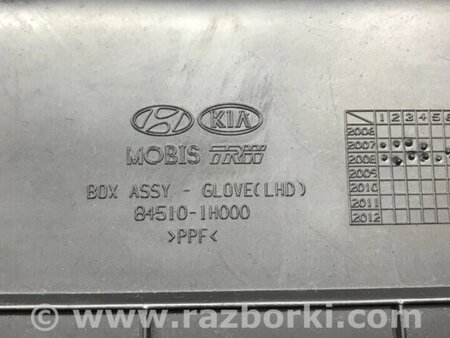 KIA
MOBIS TRW
BOX ASSY - GLOVE(LHD)
84510-1H000
>PPF<
1 2 3 4 5 6
2006
2007
2008
2009
2010
2011
2012
www.razborki.com